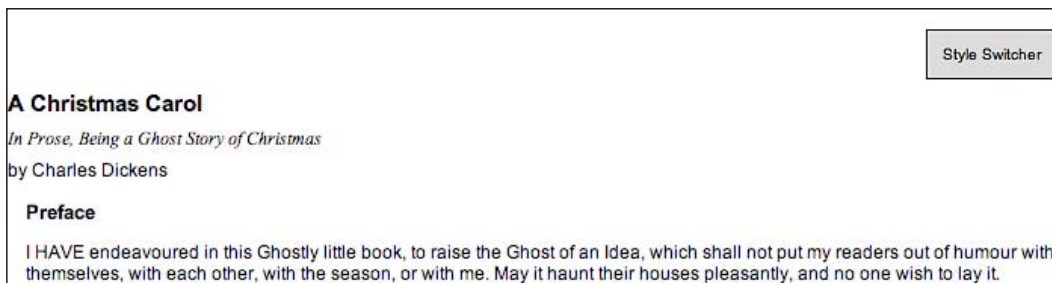 Style Switcher
A Christmas Carol
In Prose, Being a Ghost Story of Christmas
by Charles Dickens
Preface
I HAVE endeavoured in this Ghostly little book, to raise the Ghost of an Idea, which shall not put my readers out of humour with
themselves, with each other, with the season, or with me. May it haunt their houses pleasantly, and no one wish to lay it.